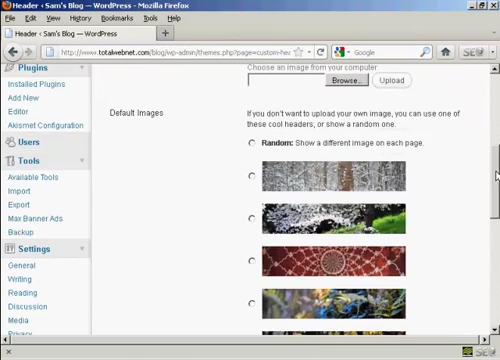 Header ‹ Sam's Blog — WordPress - Mozilla Firefox
File Edit View History Bookmarks Tools Help
Header ‹ Sam's Blog — WordPress
http://www.totalwebnet.com/blog/wp-admin/themes.php?page=custom-hea
Google
Plugins
Installed Plugins
Add New
Editor
Akismet Configuration
Users
Tools
Available Tools
Import
Export
Max Banner Ads
Backup
Settings
General
Writing
Reading
Discussion
Media
Privacy
Choose an image from your computer
Browse...
Upload
Default Images
If you don't want to upload your own image, you can use one of
these cool headers, or show a random one.
Random: Show a different image on each page.